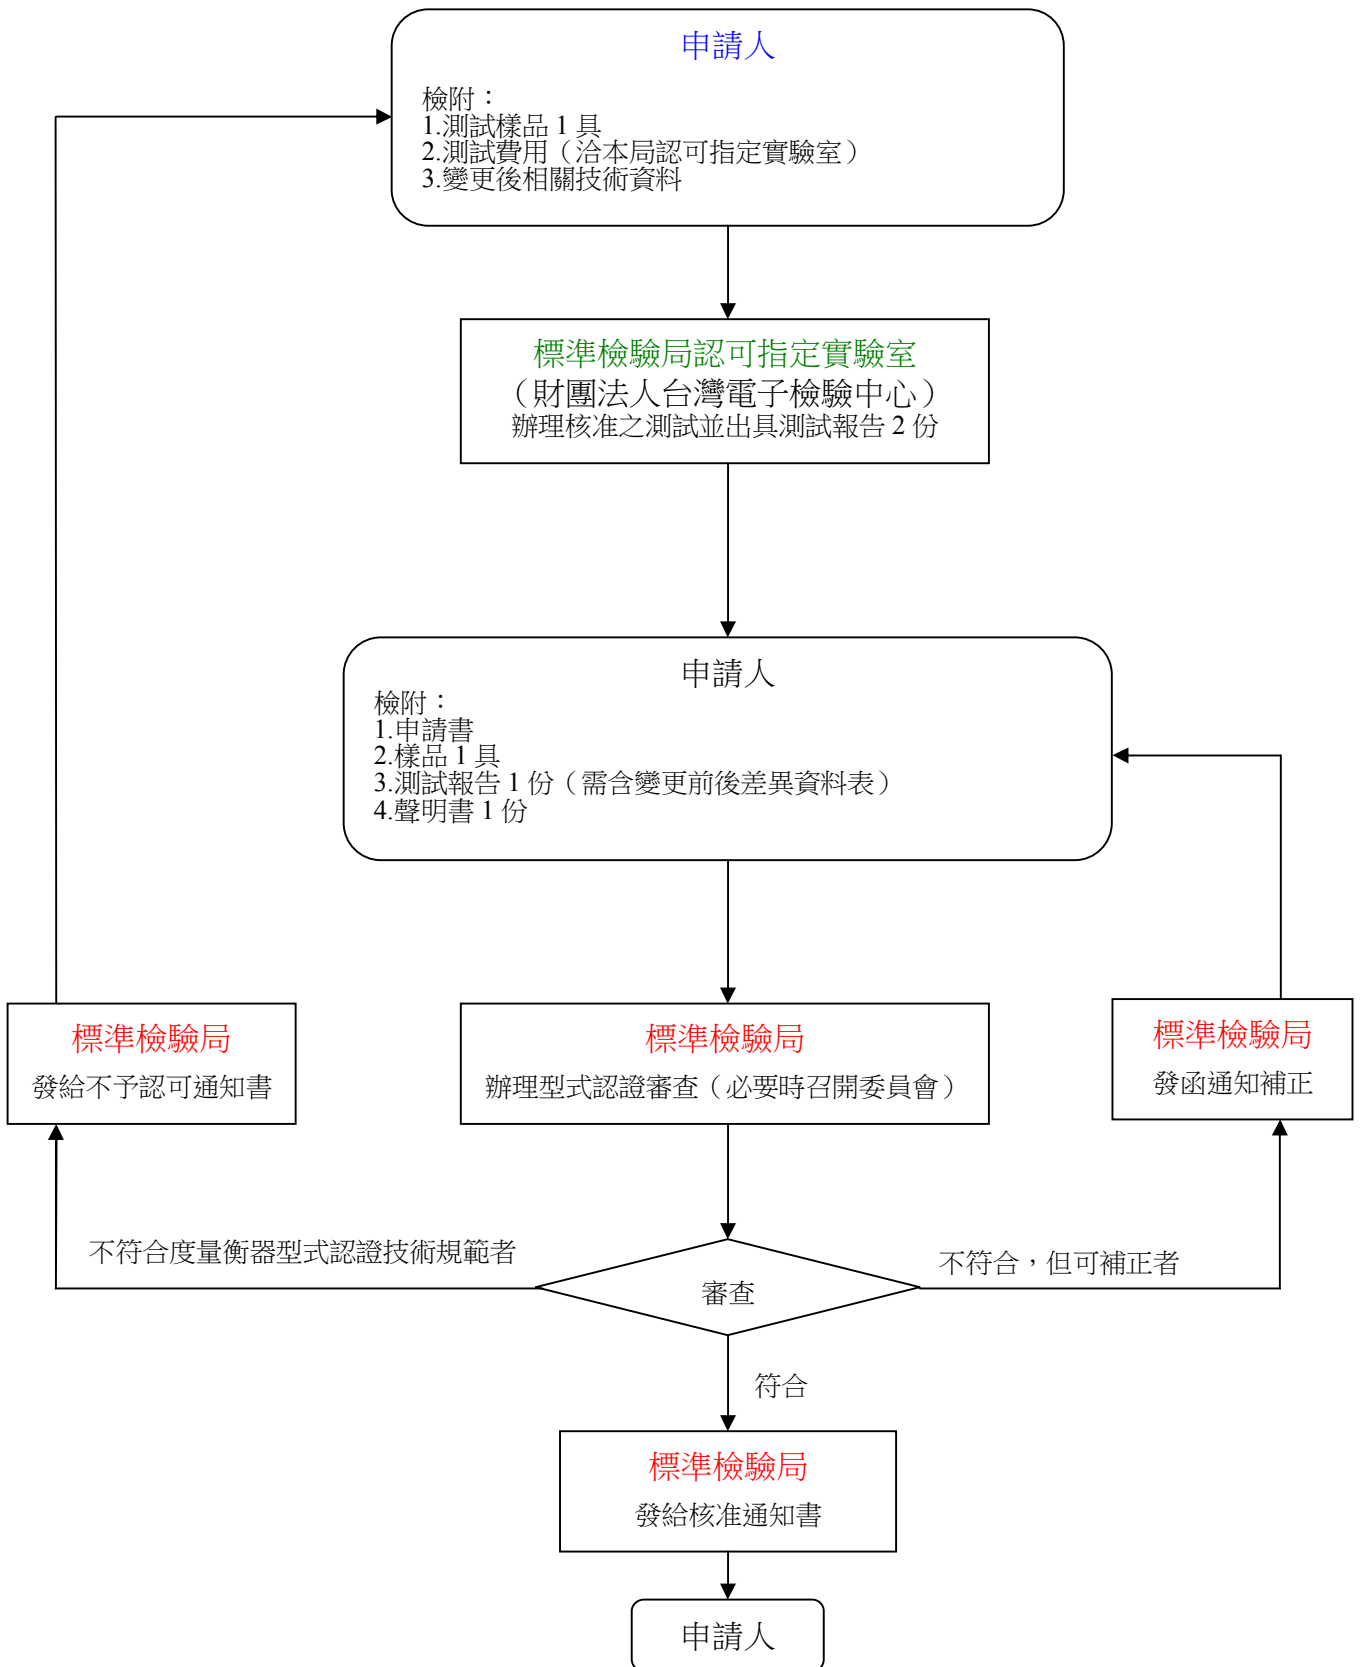 申請人
檢附：
1.測試樣品 1 具
2.測試費用（洽本局認可指定實驗室）
3.變更後相關技術資料
標準檢驗局認可指定實驗室
（財團法人台灣電子檢驗中心）
辦理核准之測試並出具測試報告 2 份
申請人
檢附：
1.申請書
2.樣品 1 具
3.測試報告 1 份（需含變更前後差異資料表）
4.聲明書 1 份
標準檢驗局
發給不予認可通知書
標準檢驗局
辦理型式認證審查（必要時召開委員會）
標準檢驗局
發函通知補正
不符合度量衡器型式認證技術規範者
不符合，但可補正者
審查
符合
標準檢驗局
發給核准通知書
申請人